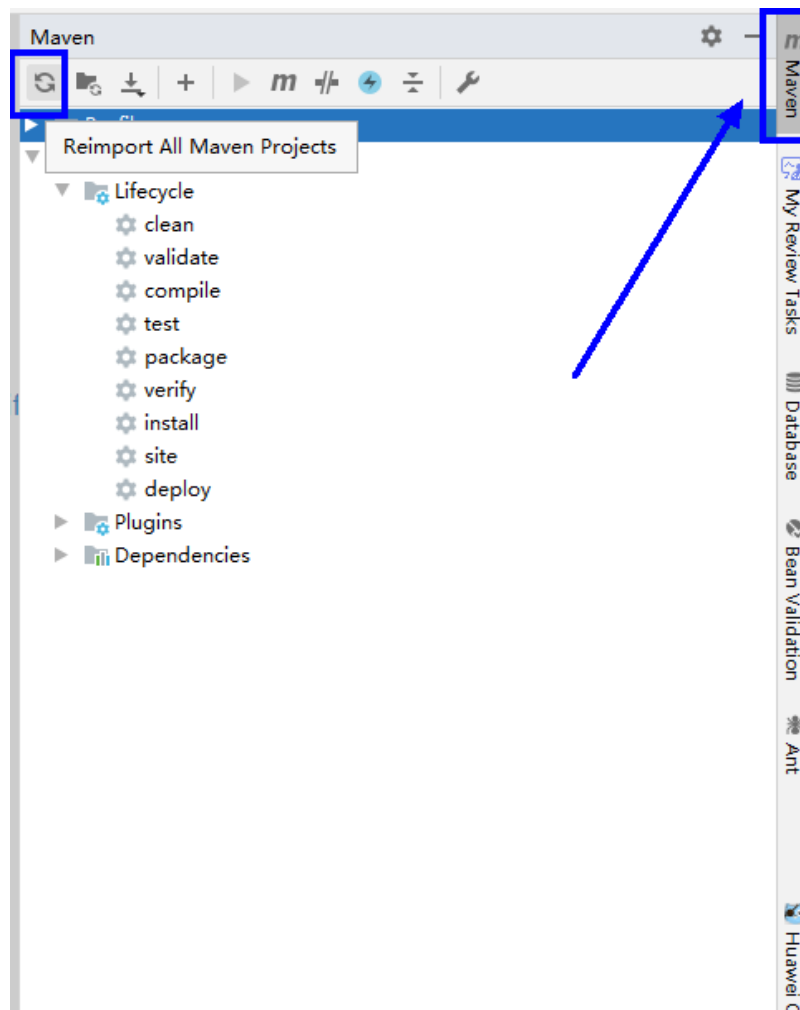 Maven
Reimport All Maven Projects
Lifecycle
clean
validate
compile
test
package
verify
install
site
deploy
Plugins
Dependencies
Maven
My Review Tasks
Database
Bean Validation
Ant
Huawei